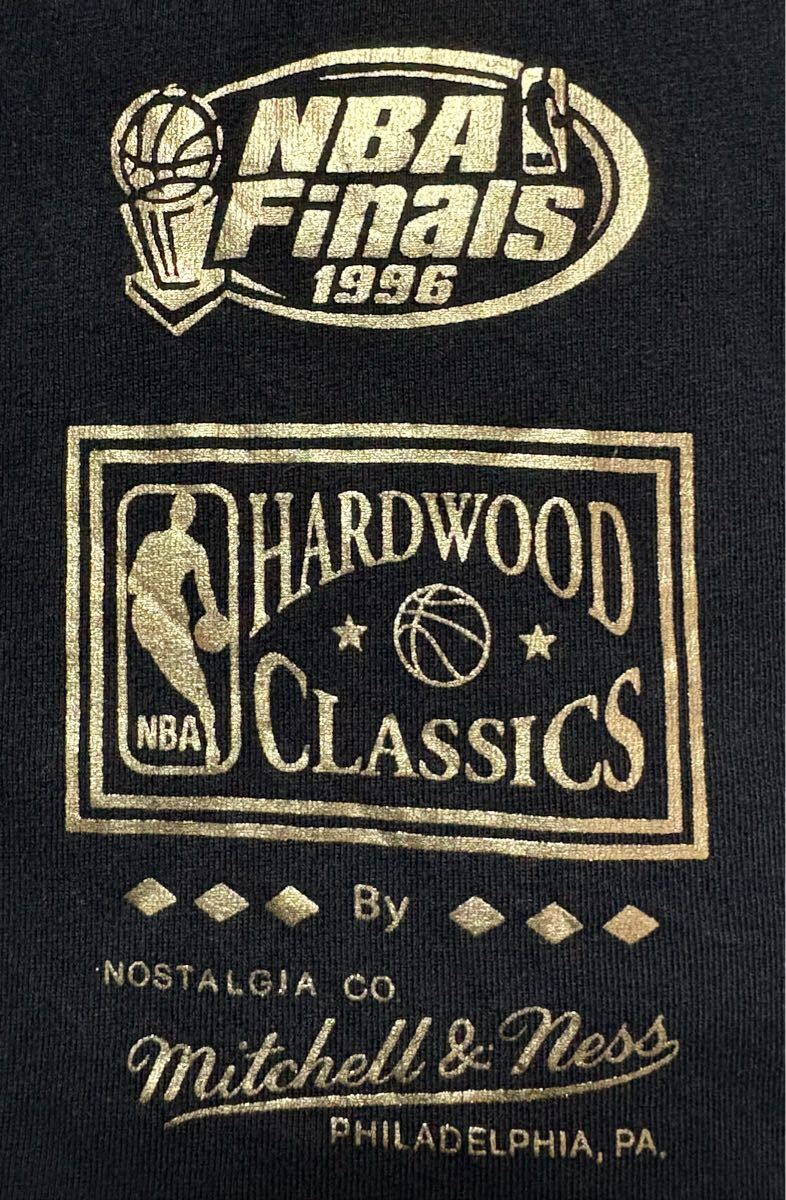 NBA
Finals
1996
HARDWOOD
CLASSICS
NBA
By
NOSTALGIA CO.
Mitchell & Ness
PHILADELPHIA, PA.